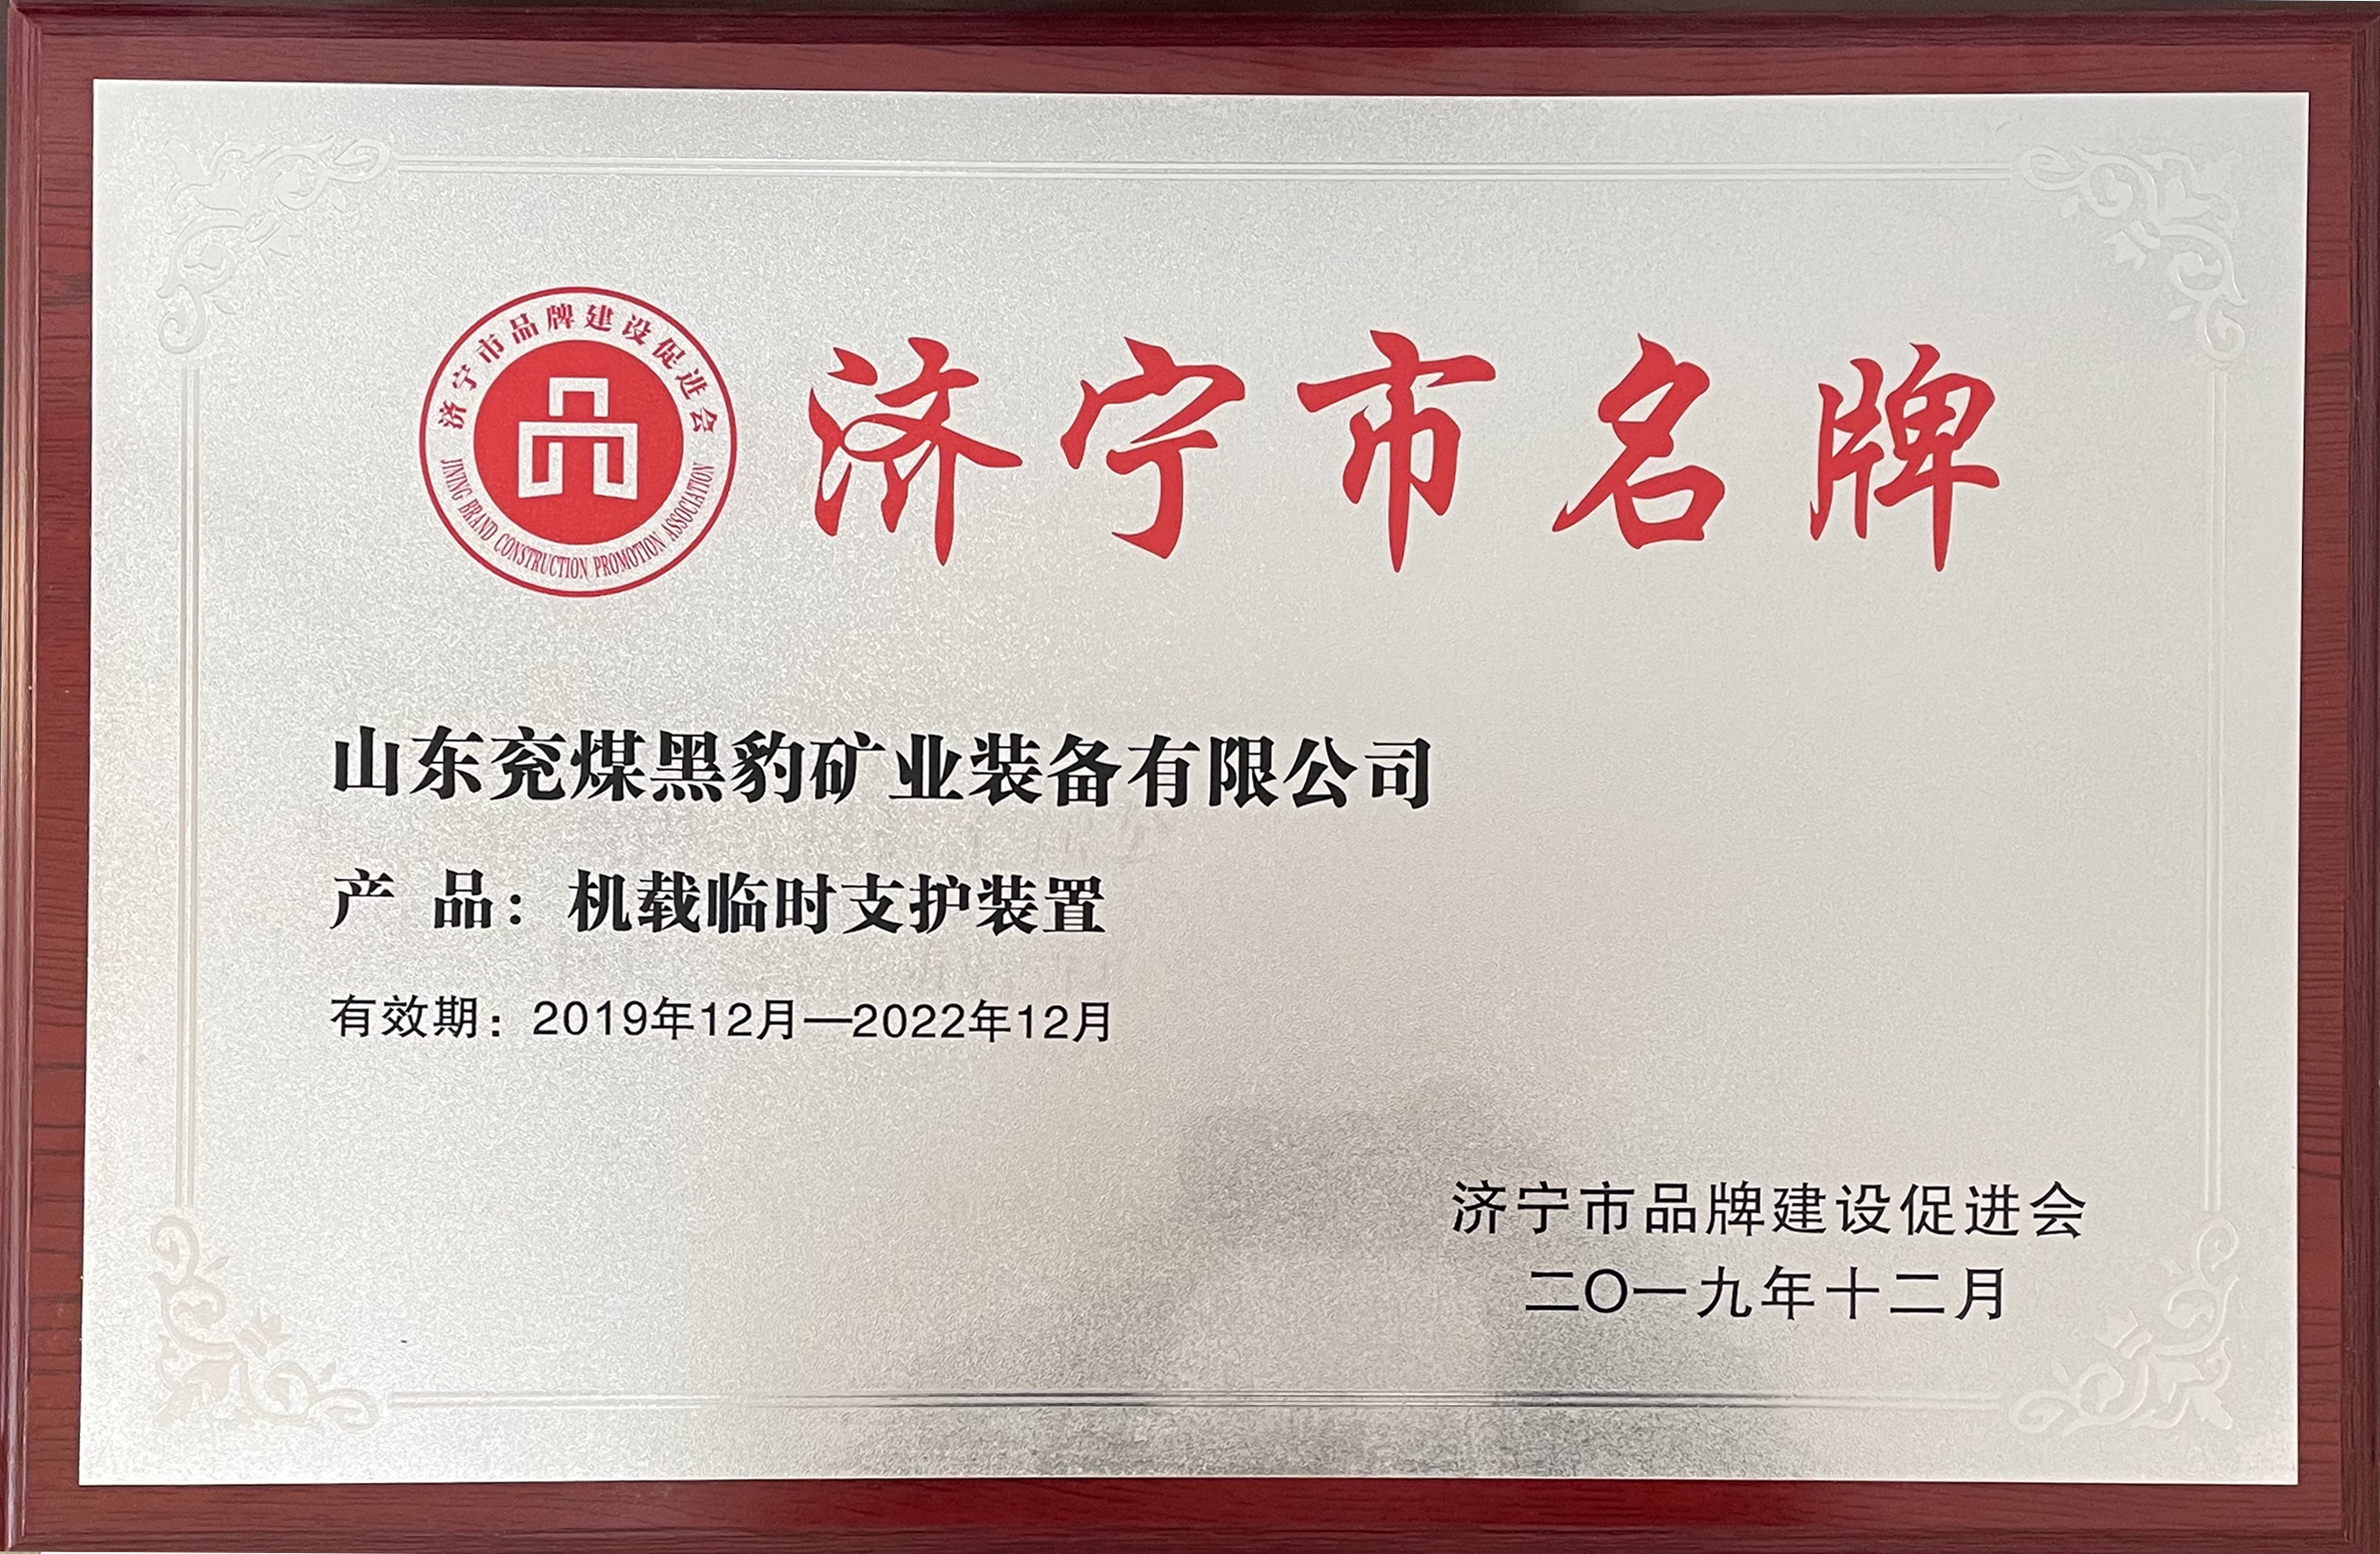 济宁市品牌建设促进会
JINING BRAND CONSTRUCTION PROMOTION ASSOCIATION
济宁市名牌
山东兖煤黑豹矿业装备有限公司
产 品：机载临时支护装置
有效期：2019年12月—2022年12月
济宁市品牌建设促进会
二〇一九年十二月